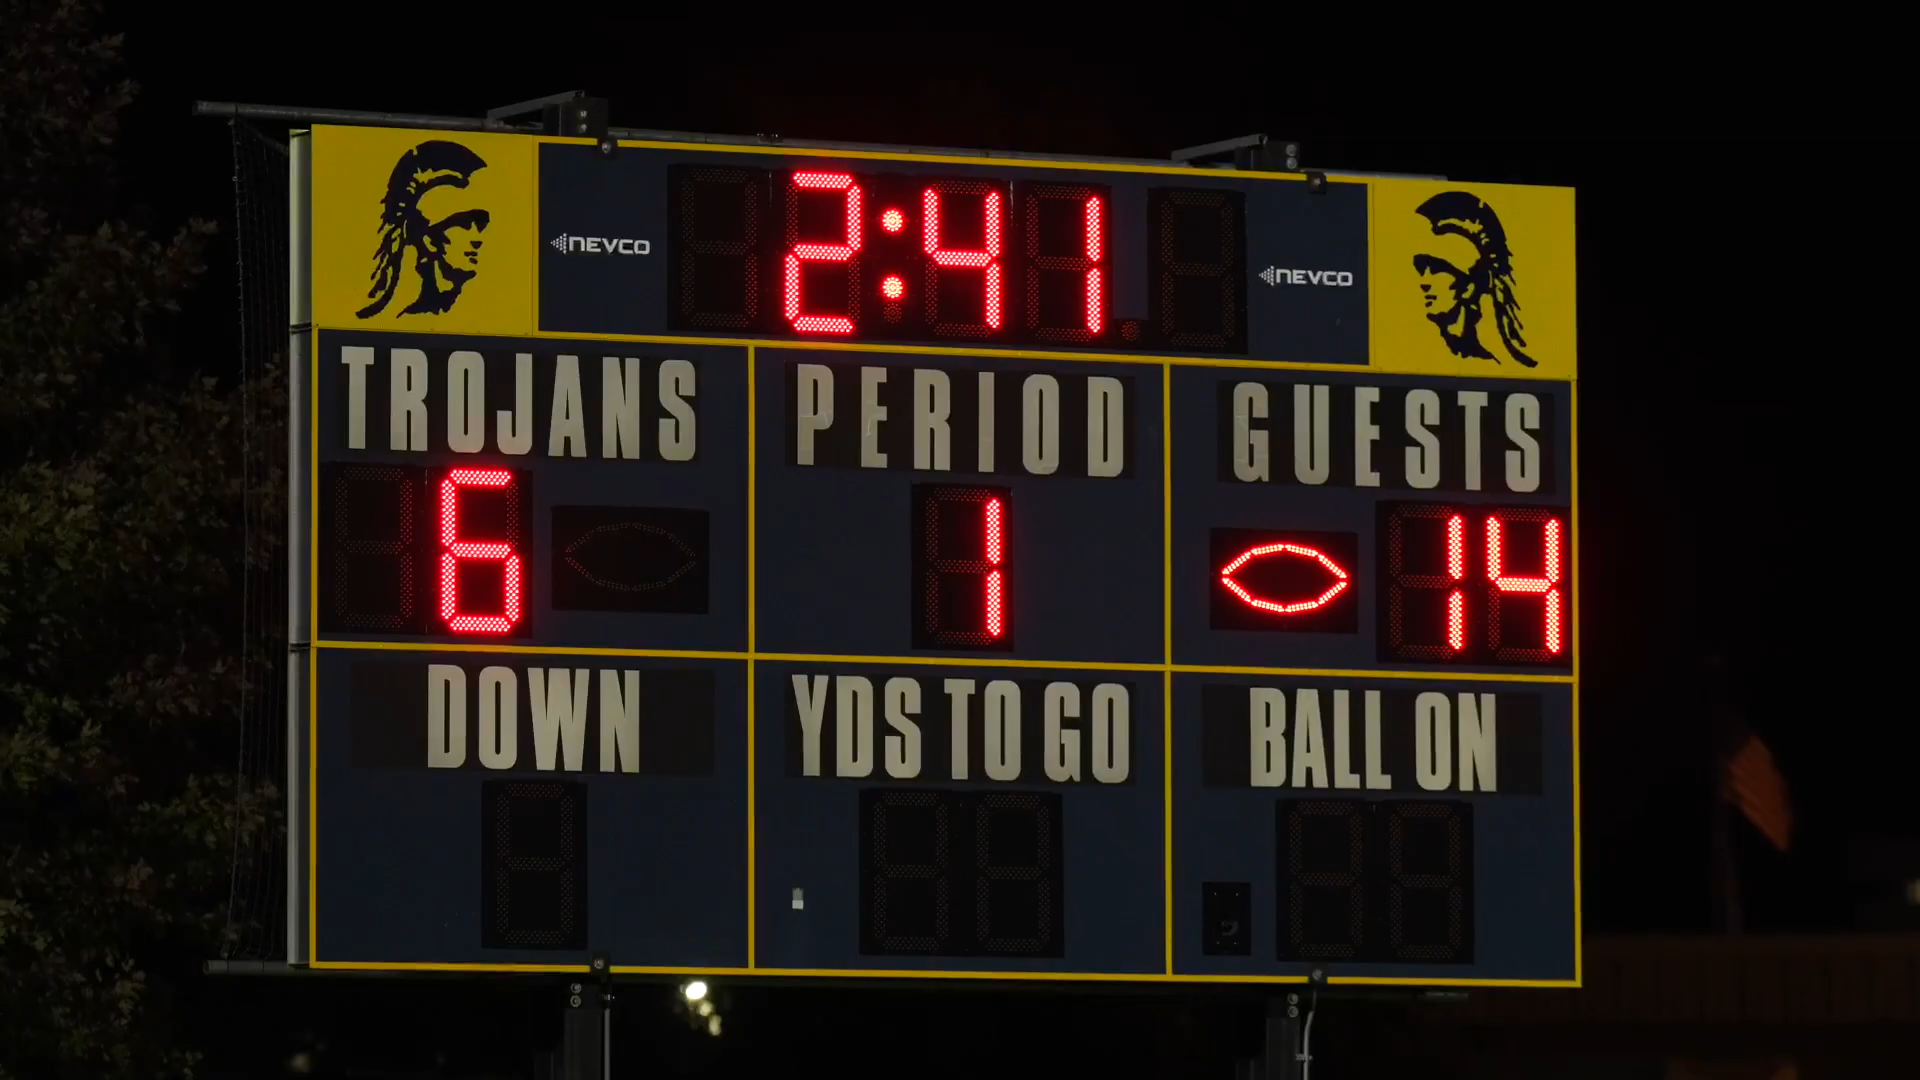 2:41
NEVCO
NEVCO
TROJANS PERIOD GUESTS
6 1 14
DOWN YDS TO GO BALL ON